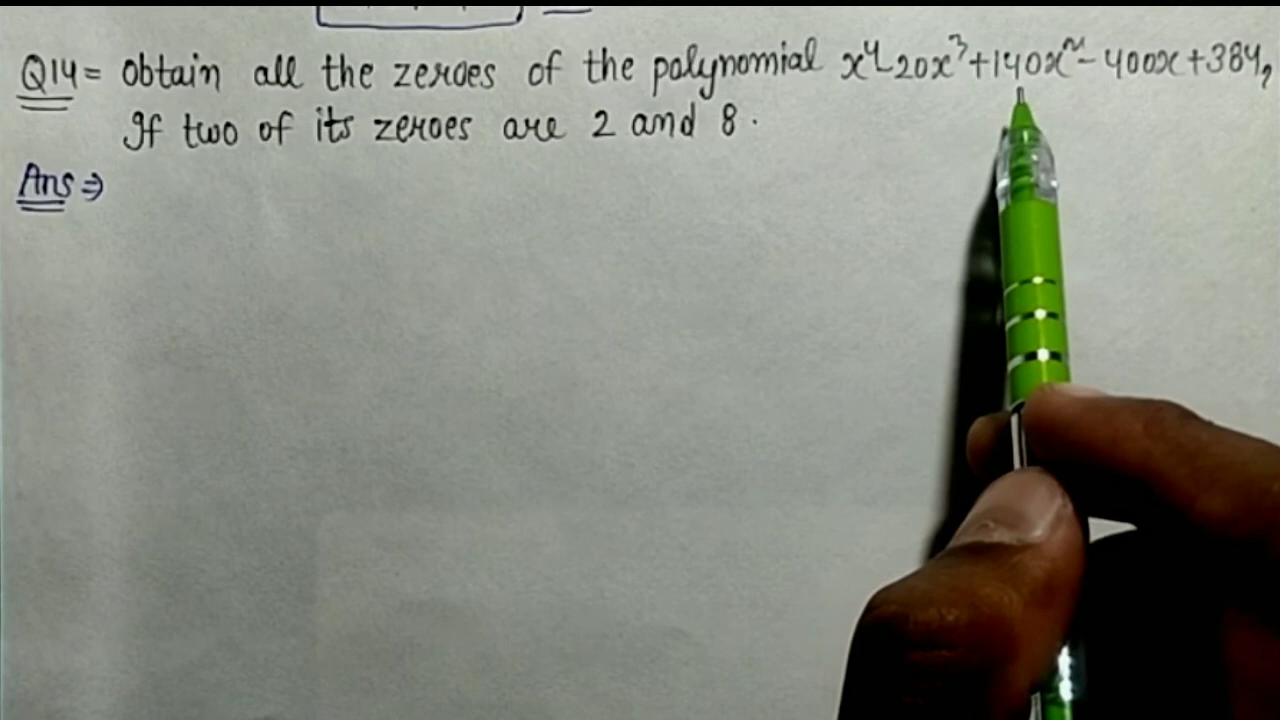 Q14 = obtain all the zeroes of the polynomial x⁴-20x³+140x²-400x+384,
If two of its zeroes are 2 and 8.
Ans ⇒